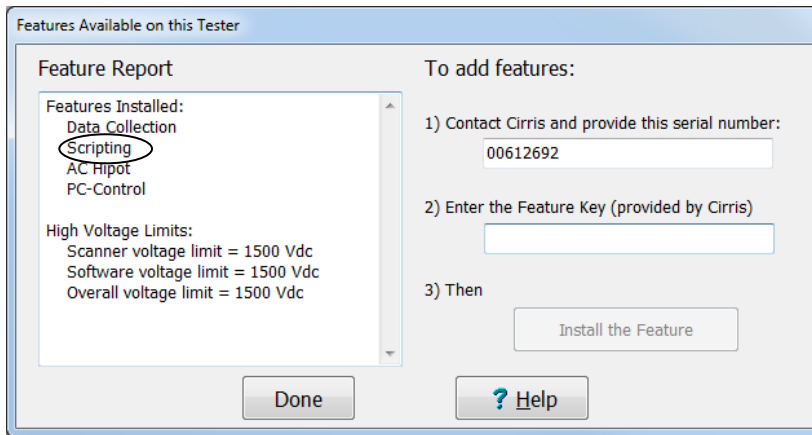 Features Available on this Tester
Feature Report
Features Installed:
Data Collection
Scripting
AC Hipot
PC-Control
High Voltage Limits:
Scanner voltage limit = 1500 Vdc
Software voltage limit = 1500 Vdc
Overall voltage limit = 1500 Vdc
To add features:
1) Contact Cirris and provide this serial number:
00612692
2) Enter the Feature Key (provided by Cirris)
3) Then
Install the Feature
Done
? Help